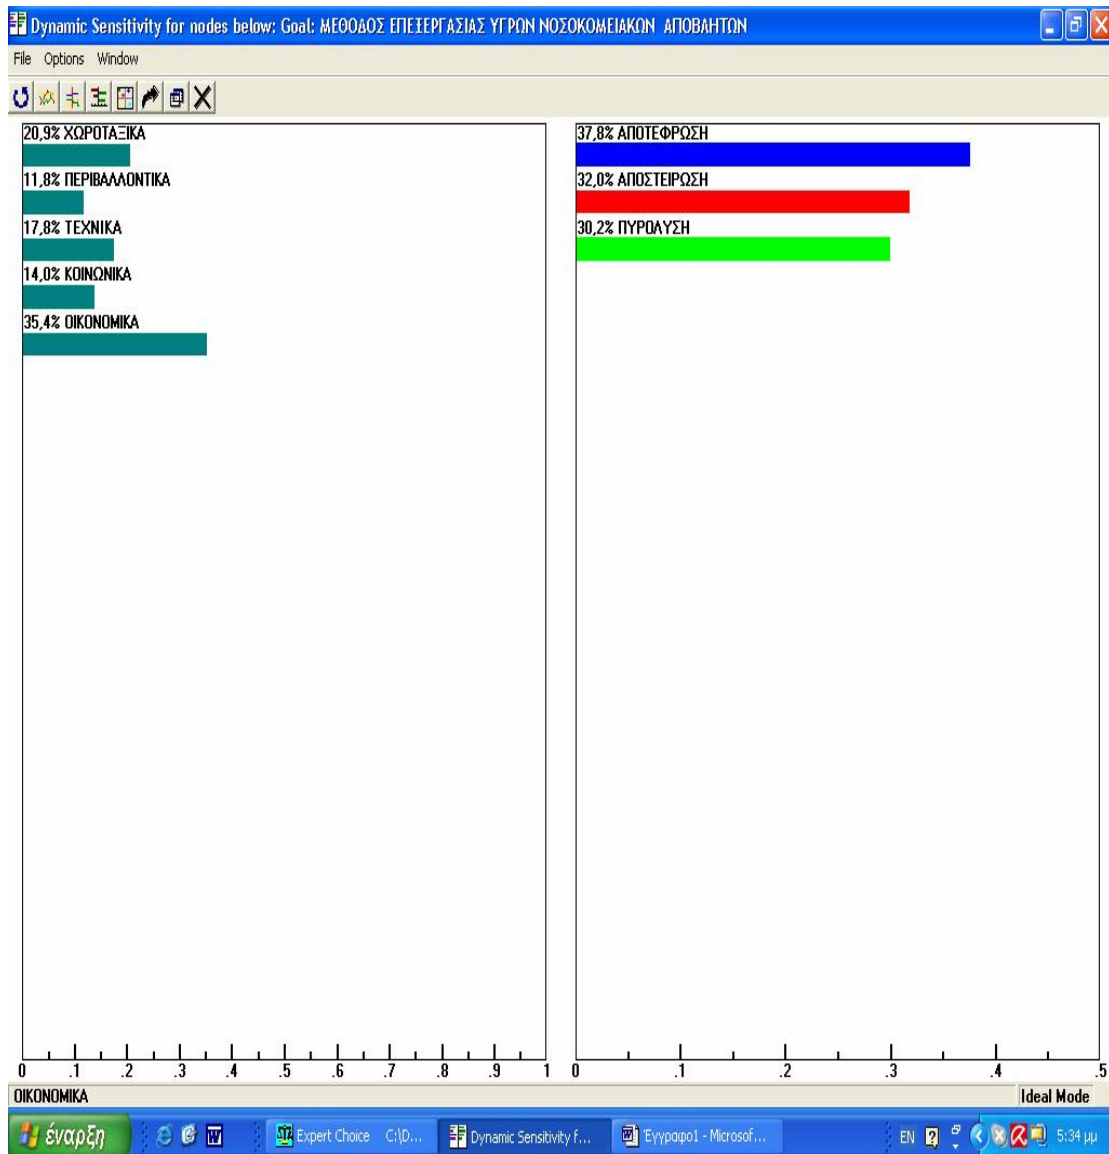 Dynamic Sensitivity for nodes below: Goal: ΜΕΘΟΔΟΣ ΕΠΕΞΕΡΓΑΣΙΑΣ ΥΓΡΩΝ ΝΟΣΟΚΟΜΕΙΑΚΩΝ ΑΠΟΒΛΗΤΩΝ
File Options Window
20,9% ΧΩΡΟΤΑΞΙΚΑ
11,8% ΠΕΡΙΒΑΛΛΟΝΤΙΚΑ
17,8% ΤΕΧΝΙΚΑ
14,0% ΚΟΙΝΩΝΙΚΑ
35,4% ΟΙΚΟΝΟΜΙΚΑ
0 .1 .2 .3 .4 .5 .6 .7 .8 .9 1
37,8% ΑΠΟΤΕΦΡΩΣΗ
32,0% ΑΠΟΣΤΕΙΡΩΣΗ
30,2% ΠΥΡΟΛΥΣΗ
0 .1 .2 .3 .4 .5
ΟΙΚΟΝΟΜΙΚΑ Ideal Mode
έναρξη Expert Choice C:\D... Dynamic Sensitivity f... Έγγραφο1 - Microsof... EN 5:34 μμ